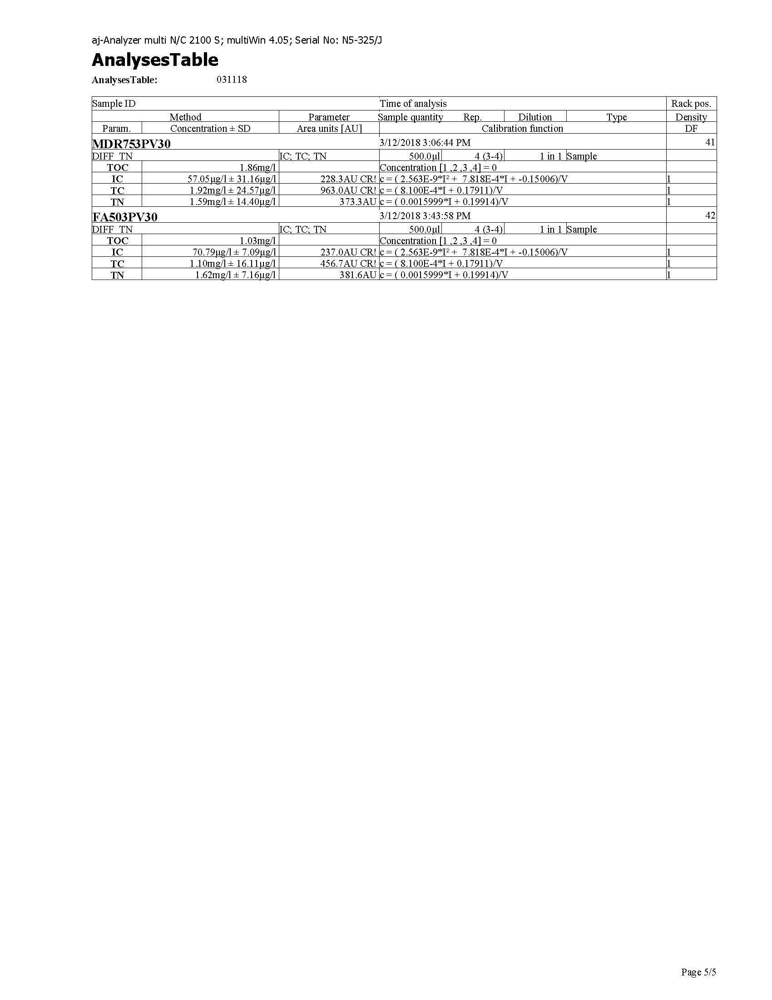 aj-Analyzer multi N/C 2100 S; multiWin 4.05; Serial No: N5-325/J
AnalysesTable
AnalysesTable: 031118
Sample ID Time of analysis Rack pos.
Method Parameter Sample quantity Rep. Dilution Type Density
Param. Concentration ± SD Area units [AU] Calibration function DF
MDR753PV30 3/12/2018 3:06:44 PM 41
DIFF_TN IC; TC; TN 500.0µl 4 (3-4) 1 in 1 Sample
TOC 1.86mg/l Concentration [1 ,2 ,3 ,4] = 0
IC 57.05µg/l ± 31.16µg/l 228.3AU CR! c = ( 2.563E-9*I² + 7.818E-4*I + -0.15006)/V 1
TC 1.92mg/l ± 24.57µg/l 963.0AU CR! c = ( 8.100E-4*I + 0.17911)/V 1
TN 1.59mg/l ± 14.40µg/l 373.3AU c = ( 0.0015999*I + 0.19914)/V 1
FA503PV30 3/12/2018 3:43:58 PM 42
DIFF_TN IC; TC; TN 500.0µl 4 (3-4) 1 in 1 Sample
TOC 1.03mg/l Concentration [1 ,2 ,3 ,4] = 0
IC 70.79µg/l ± 7.09µg/l 237.0AU CR! c = ( 2.563E-9*I² + 7.818E-4*I + -0.15006)/V 1
TC 1.10mg/l ± 16.11µg/l 456.7AU CR! c = ( 8.100E-4*I + 0.17911)/V 1
TN 1.62mg/l ± 7.16µg/l 381.6AU c = ( 0.0015999*I + 0.19914)/V 1
Page 5/5